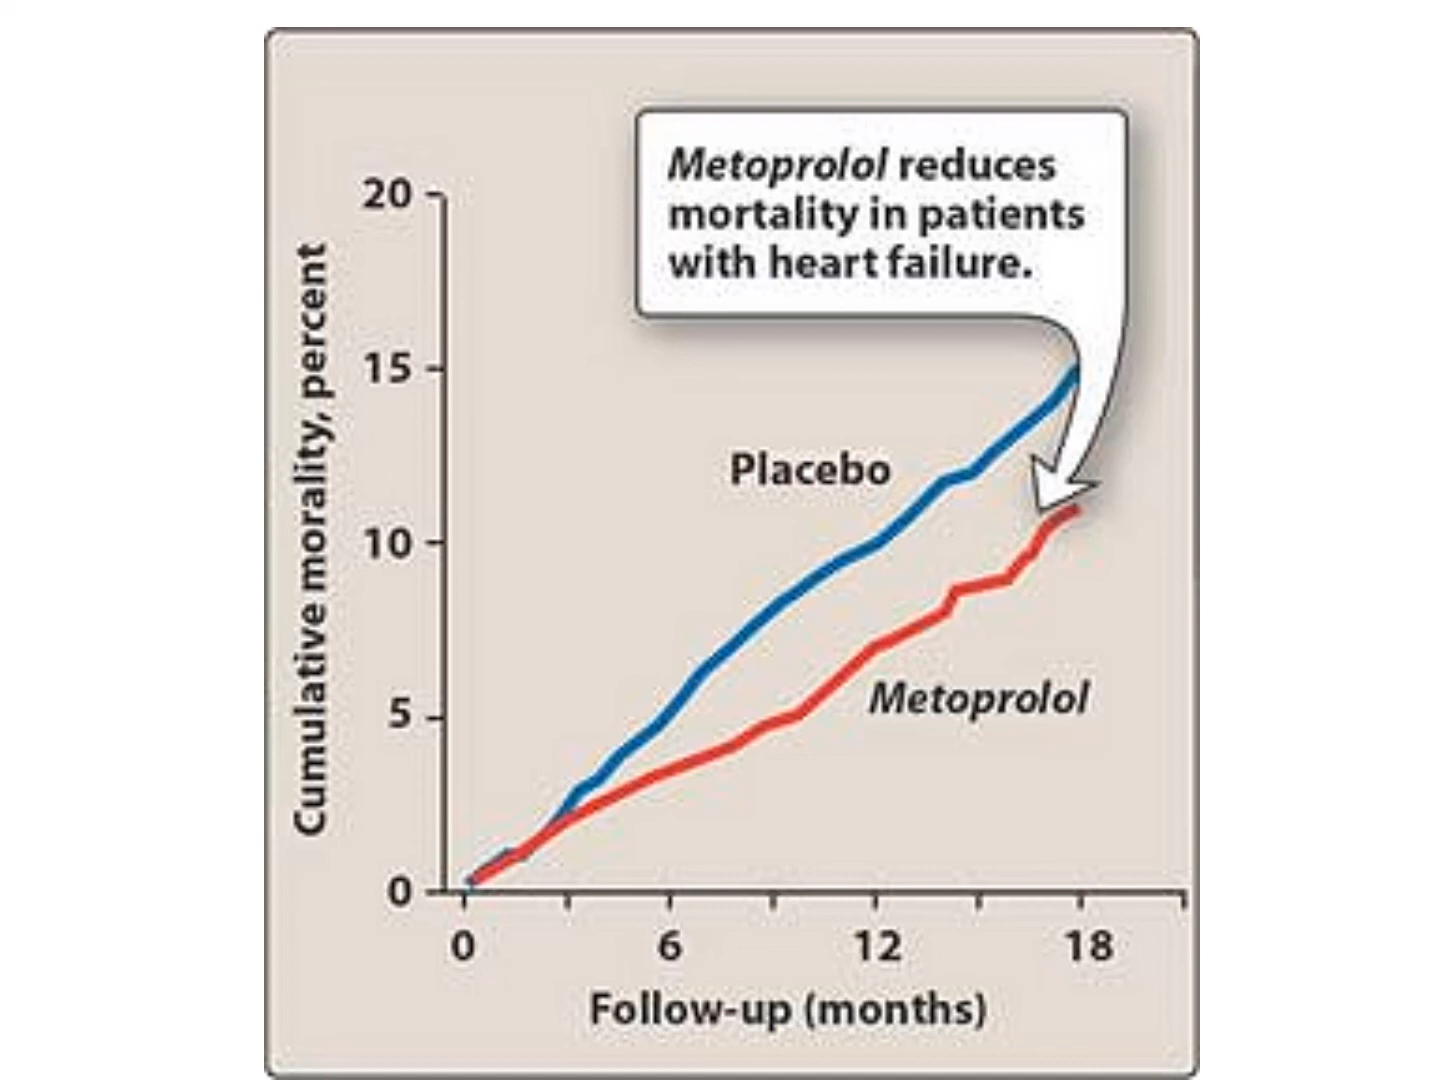 Metoprolol reduces
mortality in patients
with heart failure.
20
15
10
5
0
Cumulative morality, percent
Placebo
Metoprolol
0 6 12 18
Follow-up (months)